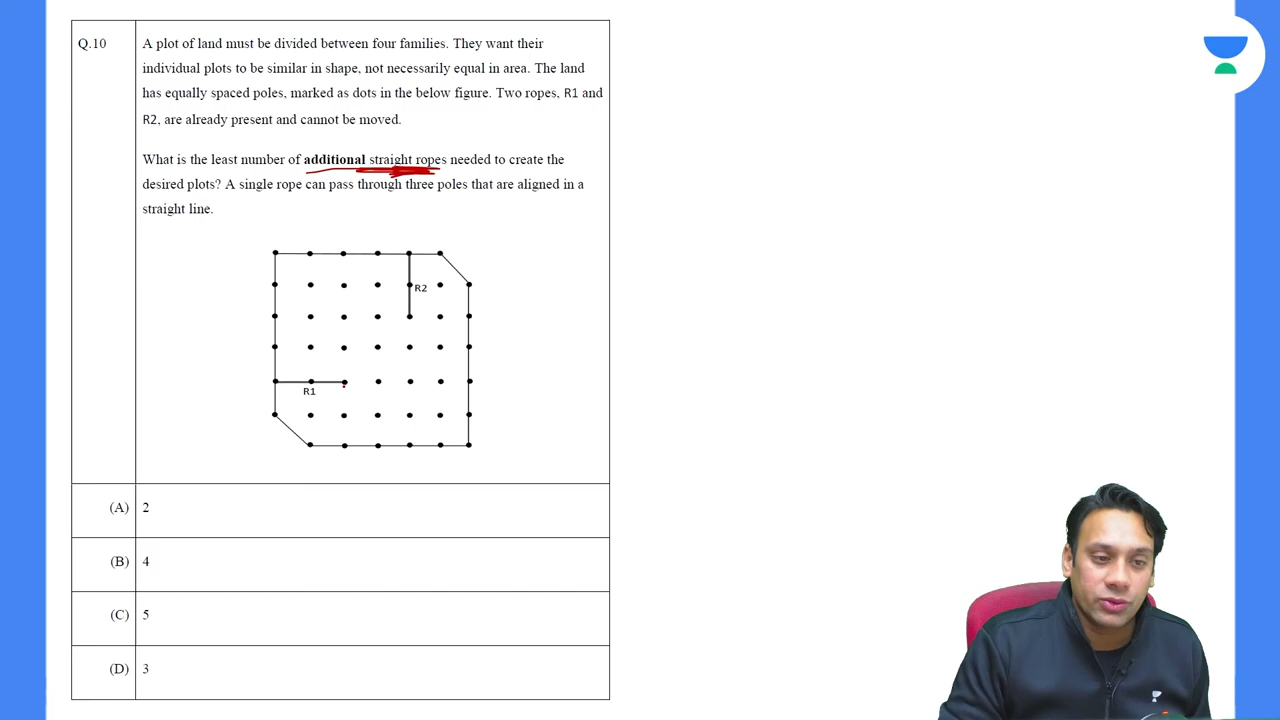 Q.10
A plot of land must be divided between four families. They want their
individual plots to be similar in shape, not necessarily equal in area. The land
has equally spaced poles, marked as dots in the below figure. Two ropes, R1 and
R2, are already present and cannot be moved.
What is the least number of additional straight ropes needed to create the
desired plots? A single rope can pass through three poles that are aligned in a
straight line.
R2
R1
(A) 2
(B) 4
(C) 5
(D) 3